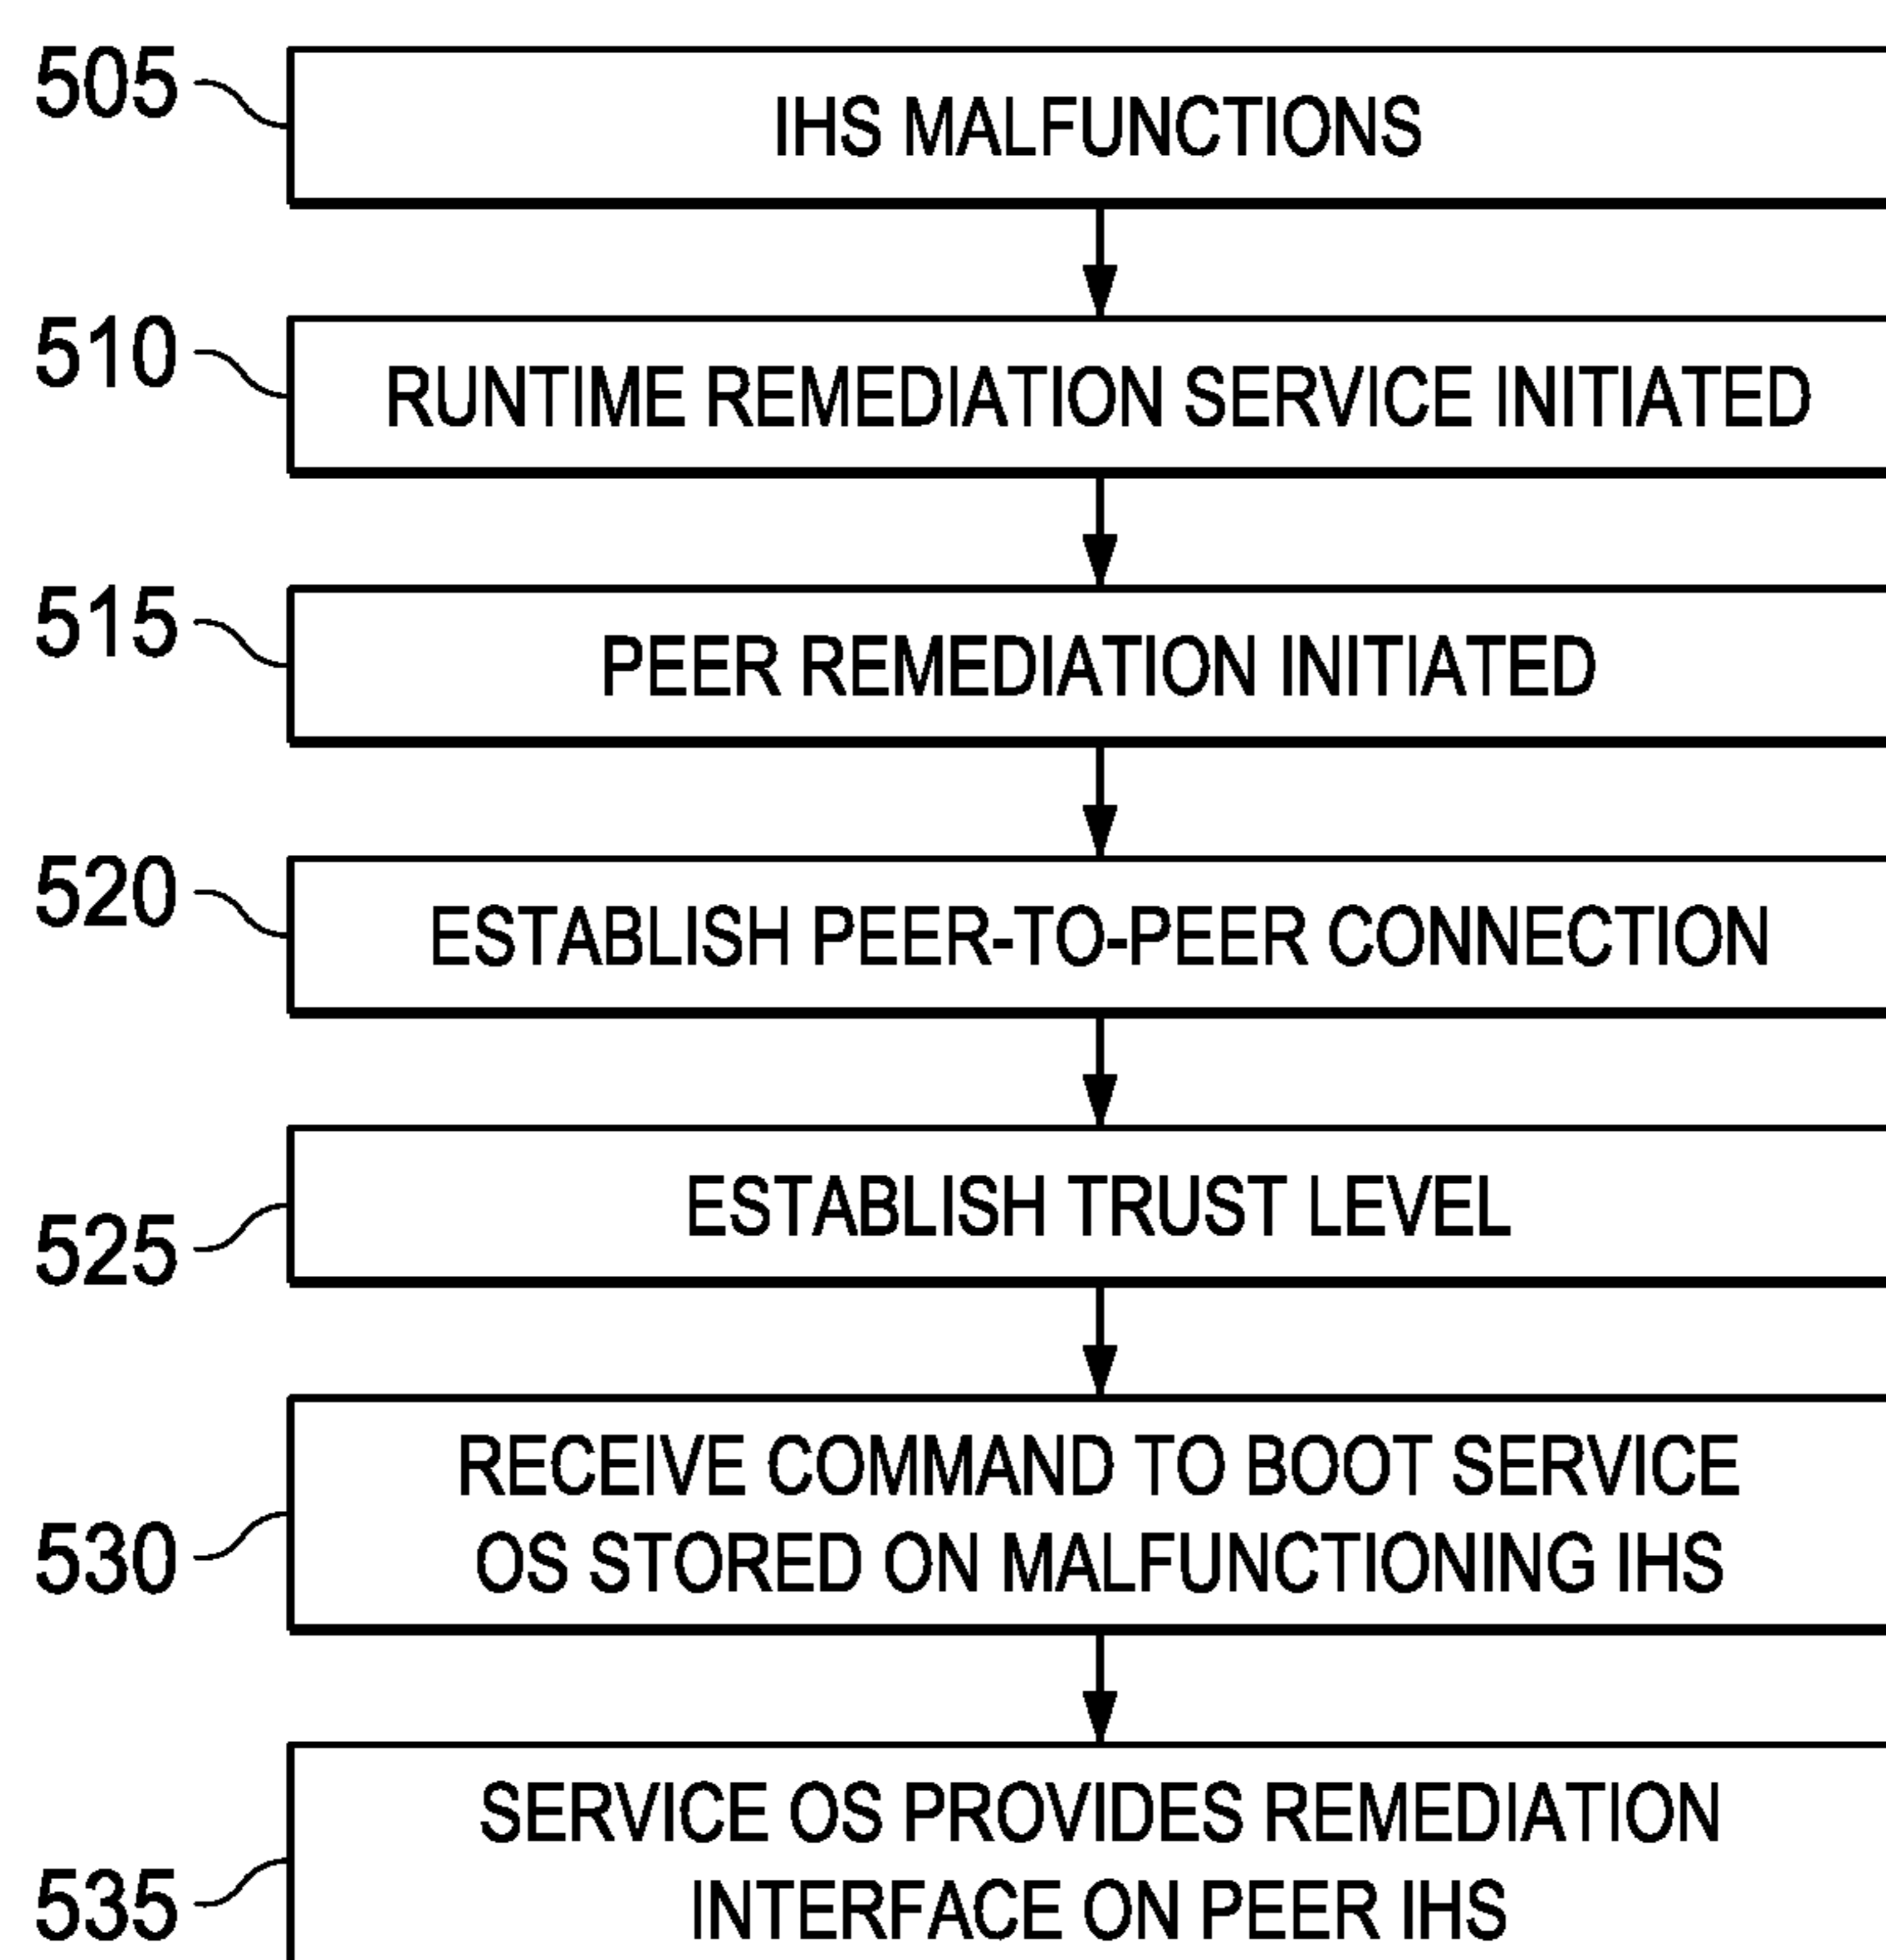 505
IHS MALFUNCTIONS
510
RUNTIME REMEDIATION SERVICE INITIATED
515
PEER REMEDIATION INITIATED
520
ESTABLISH PEER-TO-PEER CONNECTION
525
ESTABLISH TRUST LEVEL
530
RECEIVE COMMAND TO BOOT SERVICE
OS STORED ON MALFUNCTIONING IHS
535
SERVICE OS PROVIDES REMEDIATION
INTERFACE ON PEER IHS